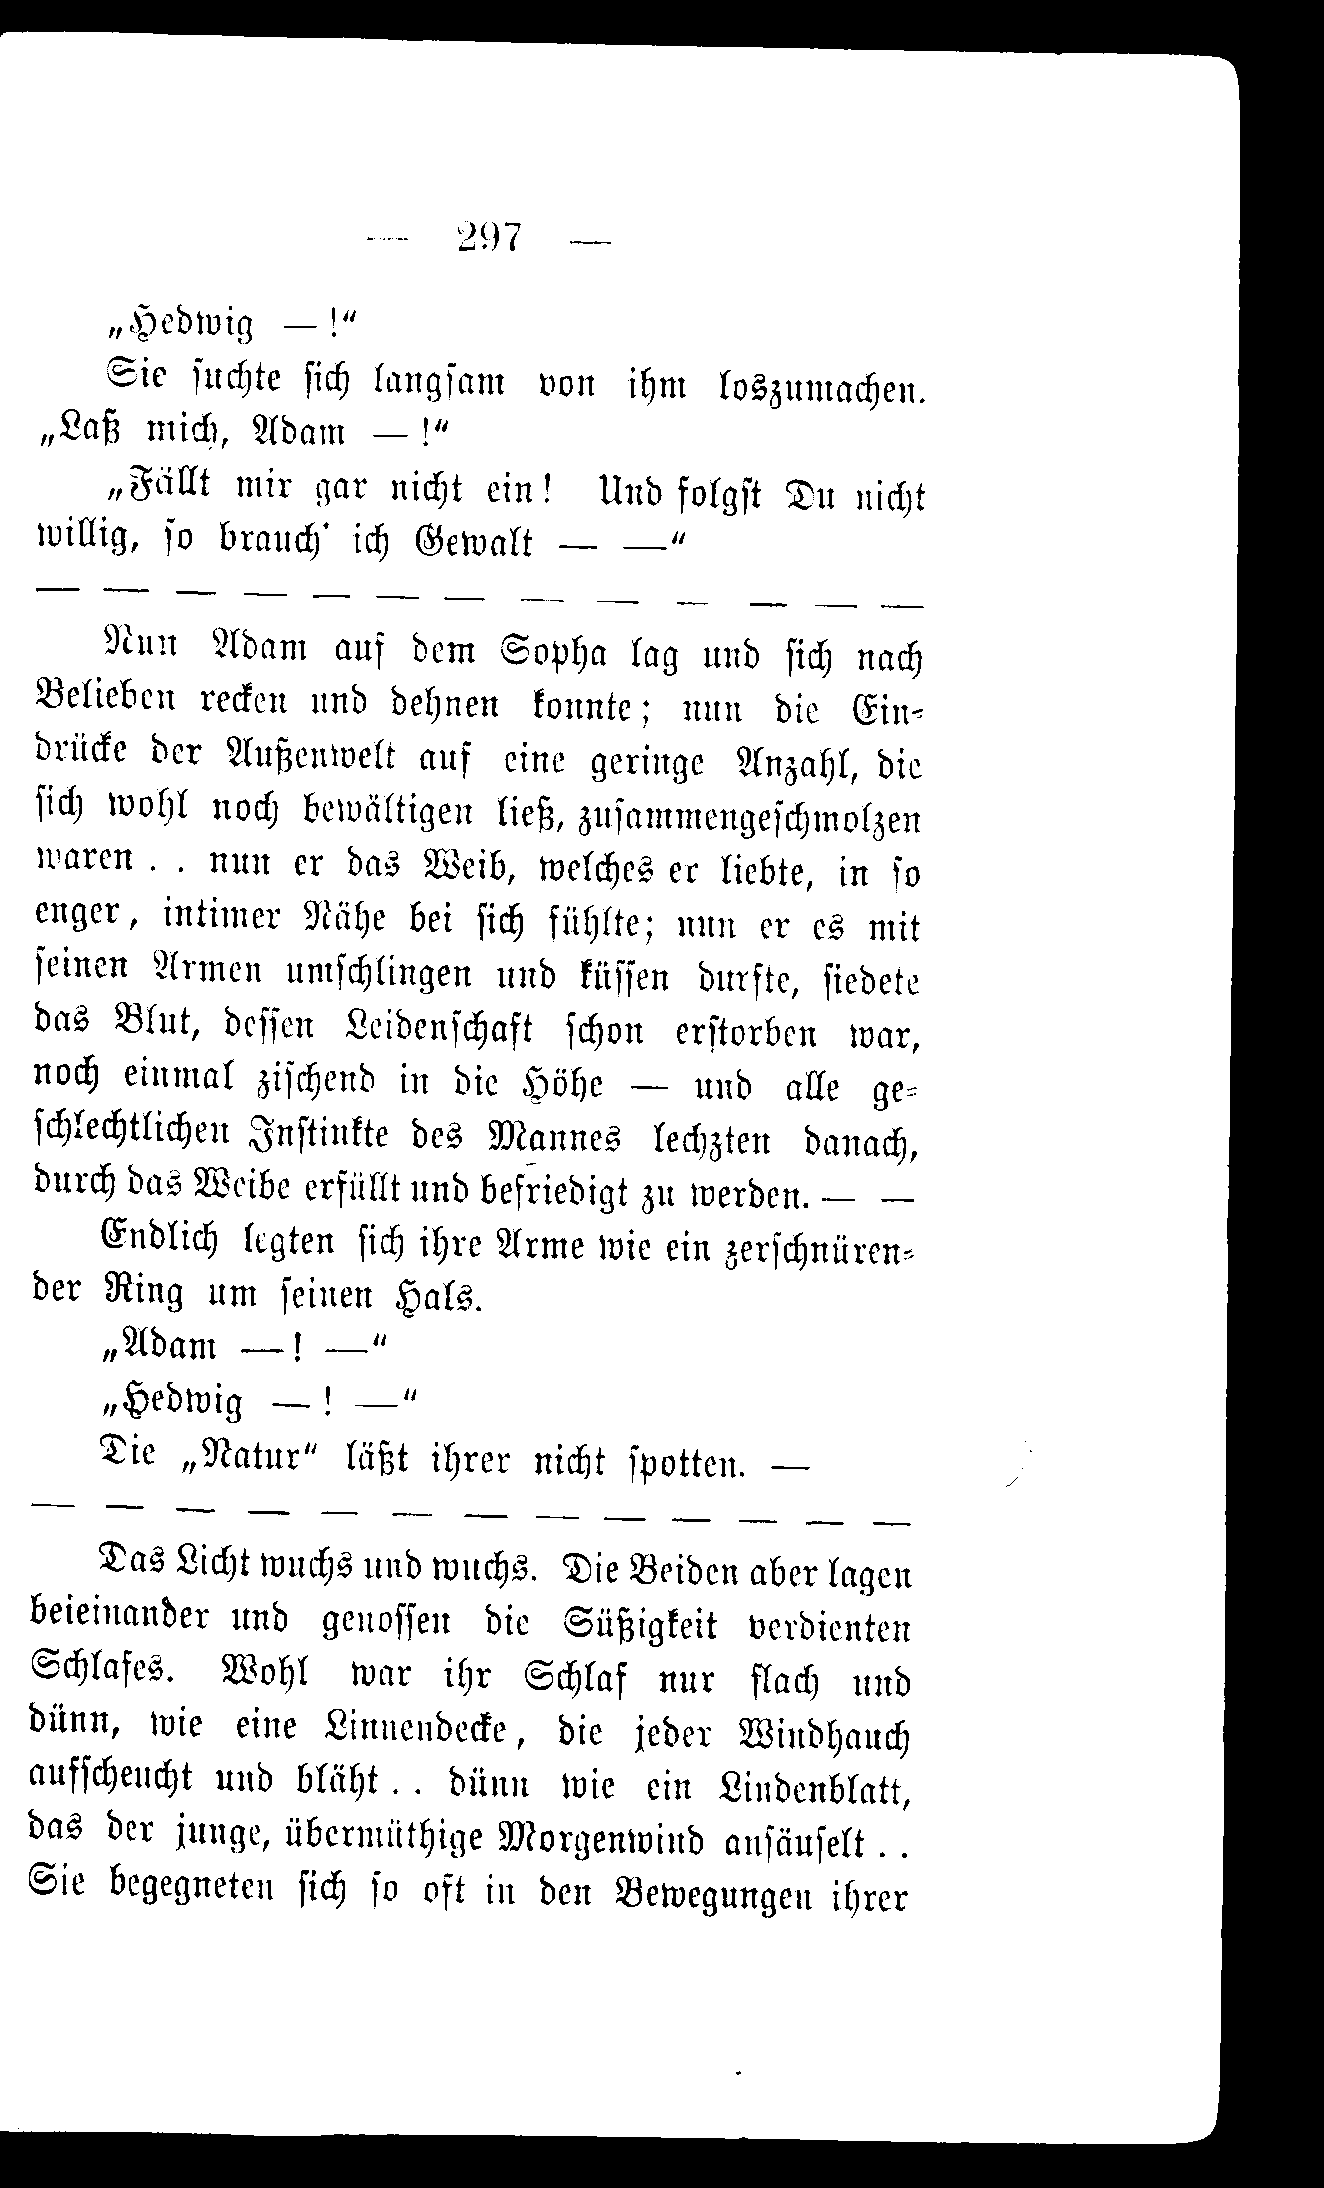 — 297 —
„Hedwig — !“
Sie suchte sich langsam von ihm loszumachen.
„Laß mich, Adam — !“
„Fällt mir gar nicht ein! Und folgst Du nicht
willig, so brauch' ich Gewalt — —“
— — — — — — — — — — — — —
Nun Adam auf dem Sopha lag und sich nach
Belieben recken und dehnen konnte; nun die Ein-
drücke der Außenwelt auf eine geringe Anzahl, die
sich wohl noch bewältigen ließ, zusammengeschmolzen
waren . . nun er das Weib, welches er liebte, in so
enger, intimer Nähe bei sich fühlte; nun er es mit
seinen Armen umschlingen und küssen durfte, siedete
das Blut, dessen Leidenschaft schon erstorben war,
noch einmal zischend in die Höhe — und alle ge-
schlechtlichen Instinkte des Mannes lechzten danach,
durch das Weibe erfüllt und befriedigt zu werden. — —
Endlich legten sich ihre Arme wie ein zerschnüren-
der Ring um seinen Hals.
„Adam — ! —“
„Hedwig — ! —“
Die „Natur“ läßt ihrer nicht spotten. —
— — — — — — — — — — — — —
Das Licht wuchs und wuchs. Die Beiden aber lagen
beieinander und genossen die Süßigkeit verdienten
Schlafes. Wohl war ihr Schlaf nur flach und
dünn, wie eine Linnendecke, die jeder Windhauch
aufscheucht und bläht . . dünn wie ein Lindenblatt,
das der junge, übermüthige Morgenwind ansäuselt . .
Sie begegneten sich so oft in den Bewegungen ihrer